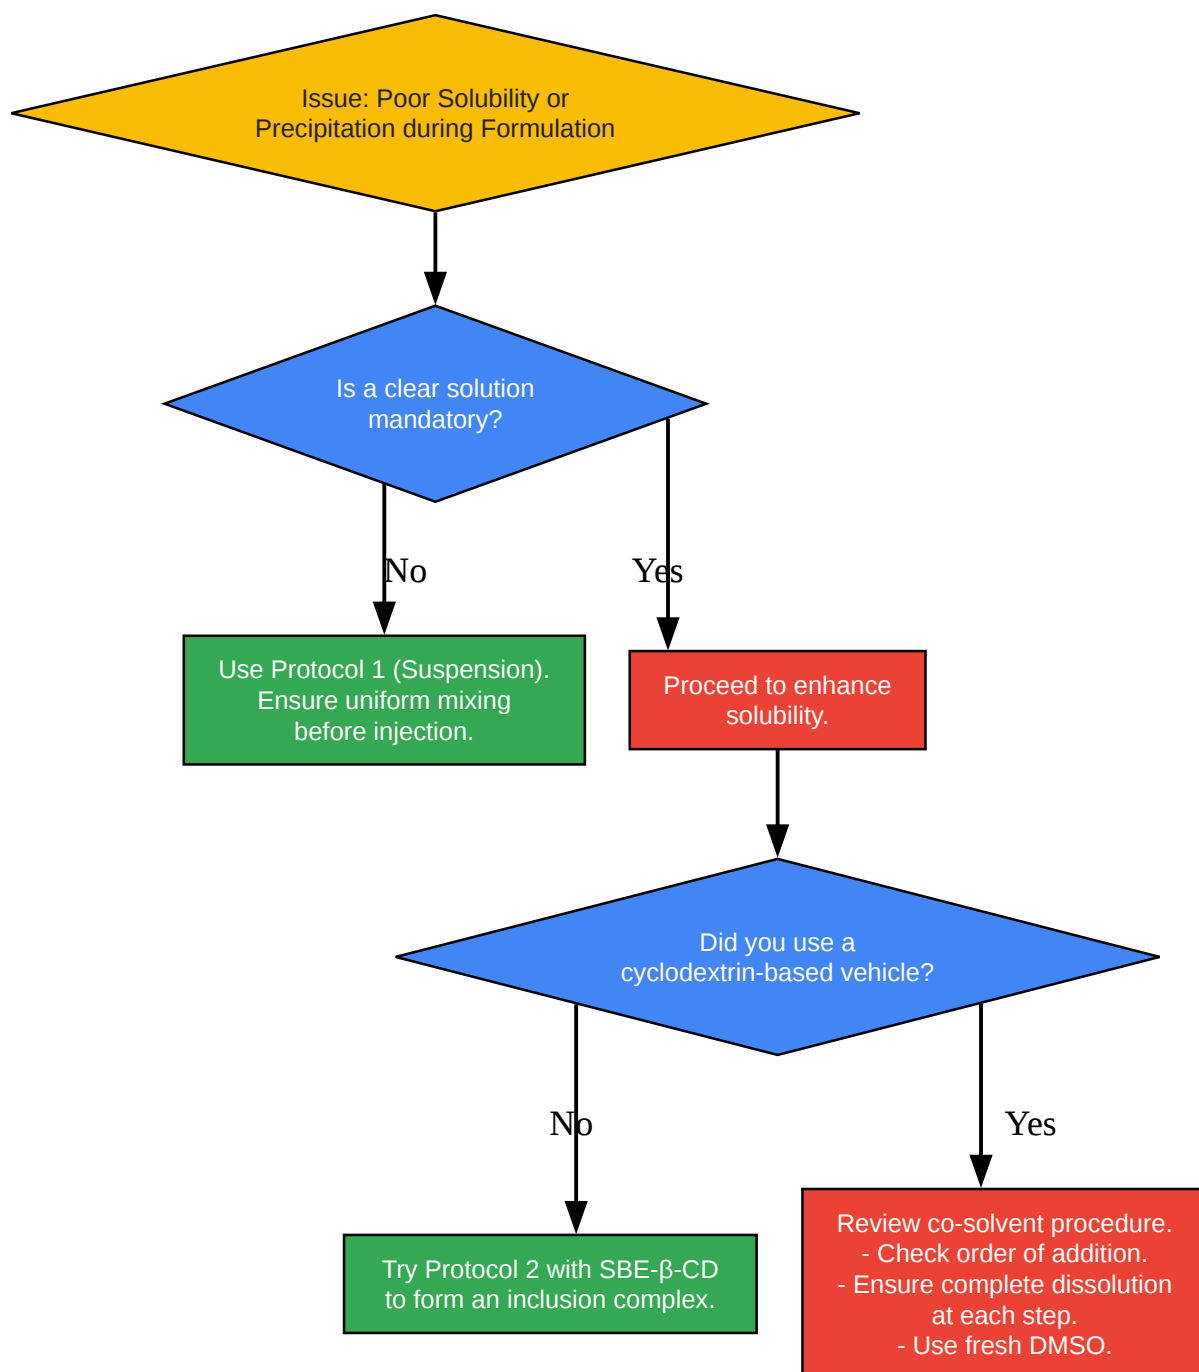 Issue: Poor Solubility or
Precipitation during Formulation
Is a clear solution
mandatory?
No
Yes
Use Protocol 1 (Suspension).
Ensure uniform mixing
before injection.
Proceed to enhance
solubility.
Did you use a
cyclodextrin-based vehicle?
No
Yes
Try Protocol 2 with SBE-β-CD
to form an inclusion complex.
Review co-solvent procedure.
- Check order of addition.
- Ensure complete dissolution
at each step.
- Use fresh DMSO.